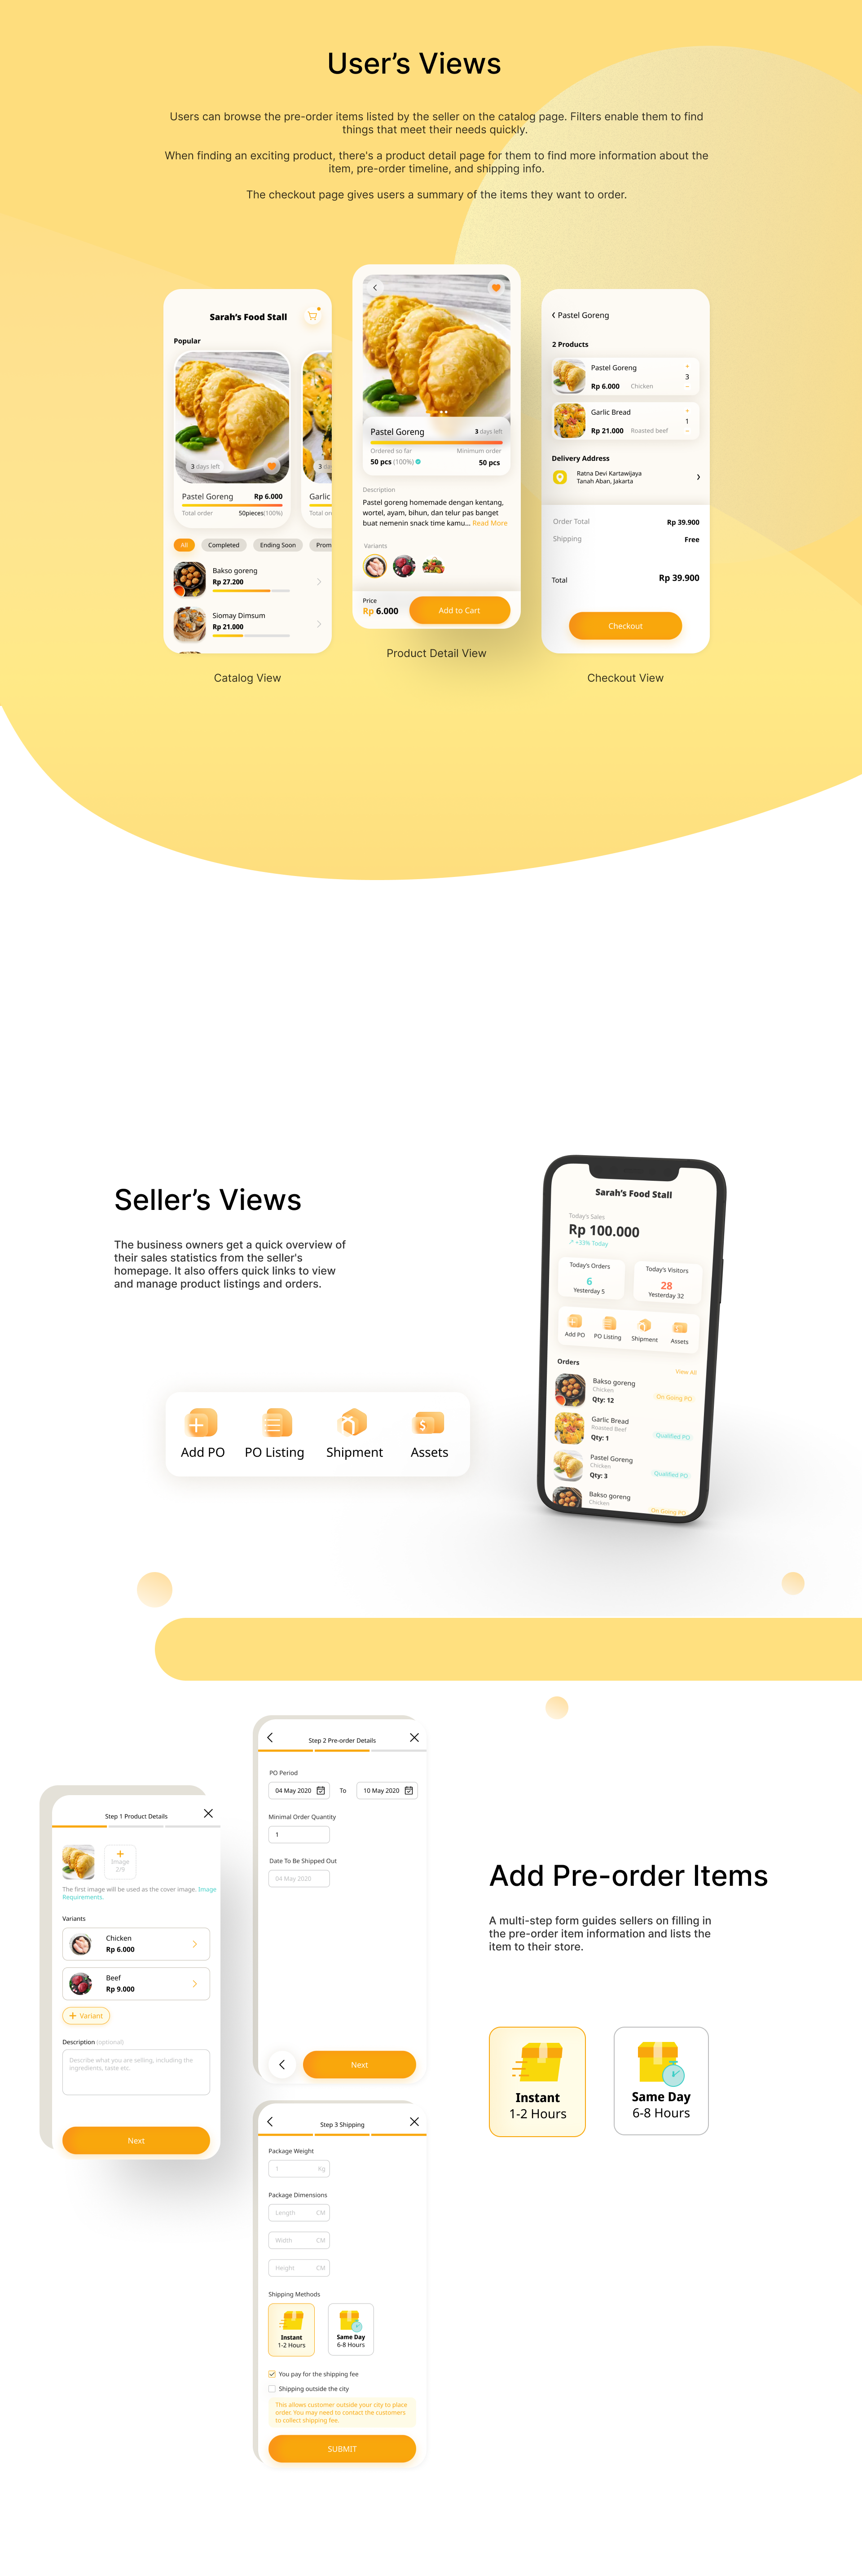 User's Views
Users can browse the pre-order items listed by the seller on the catalog page. Filters enable them to find
things that meet their needs quickly.
When finding an exciting product, there's a product detail page for them to find more information about the
item, pre-order timeline, and shipping info.
The checkout page gives users a summary of the items they want to order.
Sarah's Food Stall
Popular
3 days left
3 da
Pastel Goreng Rp 6.000
Total order 50pieces(100%)
Garlic
Total or
All Completed Ending Soon Prom
Bakso goreng
Rp 27.200
Siomay Dimsum
Rp 21.000
Catalog View
Pastel Goreng 3 days left
Ordered so far Minimum order
50 pcs (100%) 50 pcs
Description
Pastel goreng homemade dengan kentang,
wortel, ayam, bihun, dan telur pas banget
buat nemenin snack time kamu... Read More
Variants
Price
Rp 6.000
Add to Cart
Product Detail View
Pastel Goreng
2 Products
Pastel Goreng
Rp 6.000 Chicken
+
3
-
Garlic Bread
Rp 21.000 Roasted beef
+
1
-
Delivery Address
Ratna Devi Kartawijaya
Tanah Aban, Jakarta
Order Total Rp 39.900
Shipping Free
Total Rp 39.900
Checkout
Checkout View
Seller's Views
The business owners get a quick overview of
their sales statistics from the seller's
homepage. It also offers quick links to view
and manage product listings and orders.
Add PO
PO Listing
Shipment
$
Assets
Sarah's Food Stall
Today's Sales
Rp 100.000
+33% Today
Today's Orders
6
Yesterday 5
Today's Visitors
28
Yesterday 32
Add PO
PO Listing
Shipment
Assets
Orders
View All
Bakso goreng
Chicken
Qty: 12
On Going PO
Garlic Bread
Roasted Beef
Qty: 1
Qualified PO
Pastel Goreng
Chicken
Qty: 3
Qualified PO
Bakso goreng
Chicken
On Going PO
Step 1 Product Details
+
Image
2/9
The first image will be used as the cover image. Image
Requirements.
Variants
Chicken
Rp 6.000
Beef
Rp 9.000
+ Variant
Description (optional)
Describe what you are selling, including the
ingredients, taste etc.
Next
Step 2 Pre-order Details
PO Period
04 May 2020 To 10 May 2020
Minimal Order Quantity
1
Date To Be Shipped Out
04 May 2020
Next
Step 3 Shipping
Package Weight
1 Kg
Package Dimensions
Length CM
Width CM
Height CM
Shipping Methods
Instant
1-2 Hours
Same Day
6-8 Hours
You pay for the shipping fee
Shipping outside the city
This allows customer outside your city to place
order. You may need to contact the customers
to collect shipping fee.
SUBMIT
Add Pre-order Items
A multi-step form guides sellers on filling in
the pre-order item information and lists the
item to their store.
Instant
1-2 Hours
Same Day
6-8 Hours